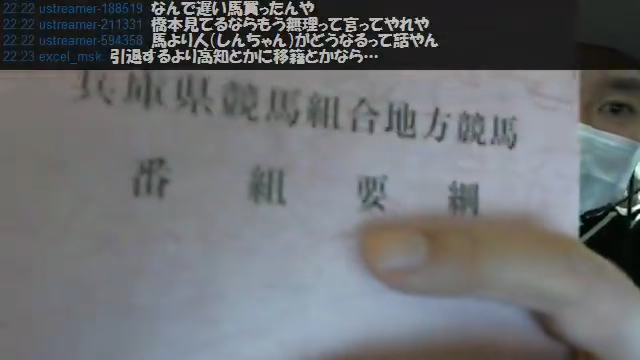 22:22 ustreamer-188519 なんで遅い馬買ったんや
22:22 ustreamer-211331 橋本見てるならもう無理って言ってやれや
22:22 ustreamer-594358 馬より人(しんちゃん)がどうなるって話やん
22:23 excel_msk 引退するより高知とかに移籍とかなら…
兵庫県競馬組合地方競馬
番組要綱